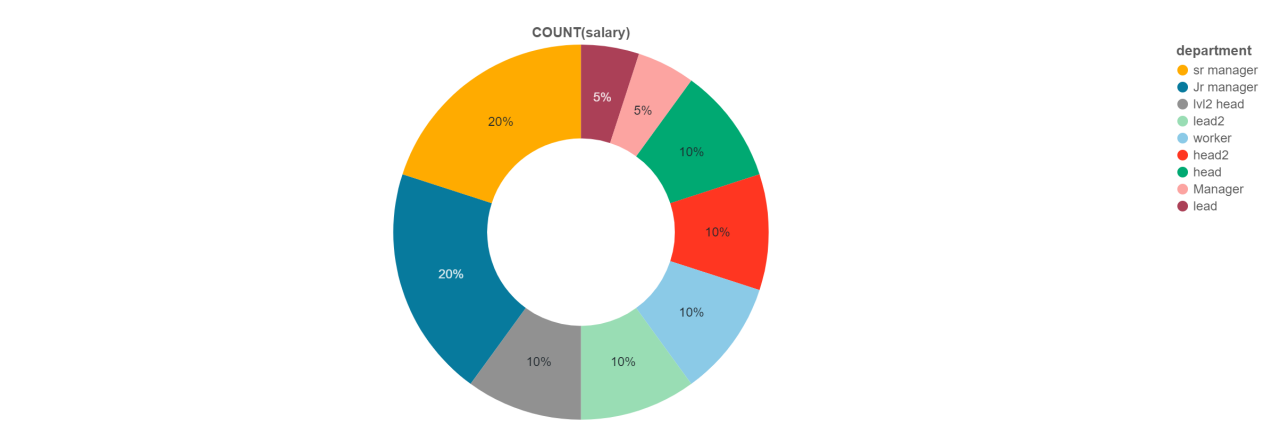 COUNT(salary)
5%
5%
20%
10%
10%
20%
10%
10%
10%
department
sr manager
Jr manager
lvl2 head
lead2
worker
head2
head
Manager
lead